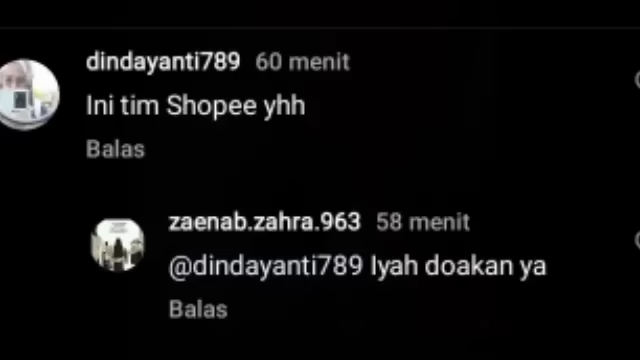 dindayanti789 60 menit
Ini tim Shopee yhh
Balas
zaenab.zahra.963 58 menit
@dindayanti789 Iyah doakan ya
Balas